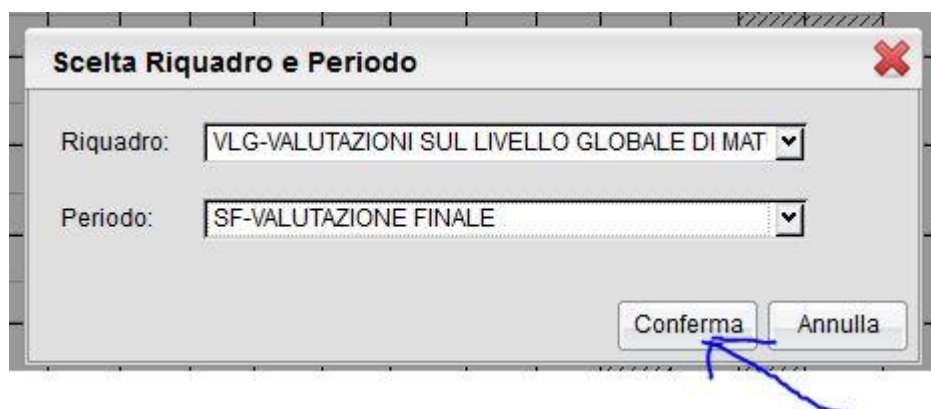 Scelta Riquadro e Periodo
Riquadro: VLG-VALUTAZIONI SUL LIVELLO GLOBALE DI MAT
Periodo: SF-VALUTAZIONE FINALE
Conferma Annulla